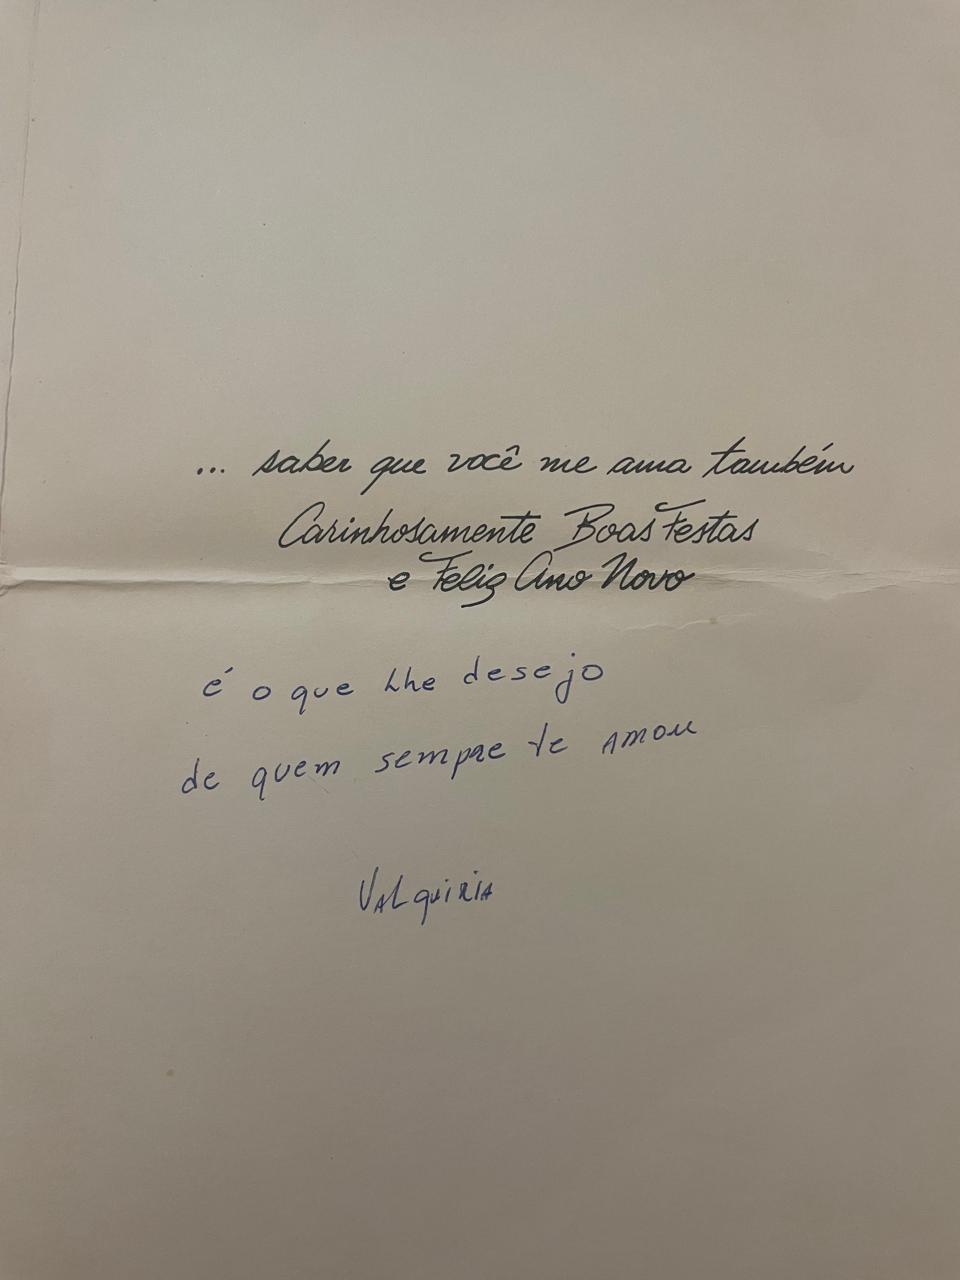 ... saber que você me ama também
Carinhosamente Boas Festas
e Feliz Ano Novo
é o que lhe desejo
de quem sempre te amou
Valquiria